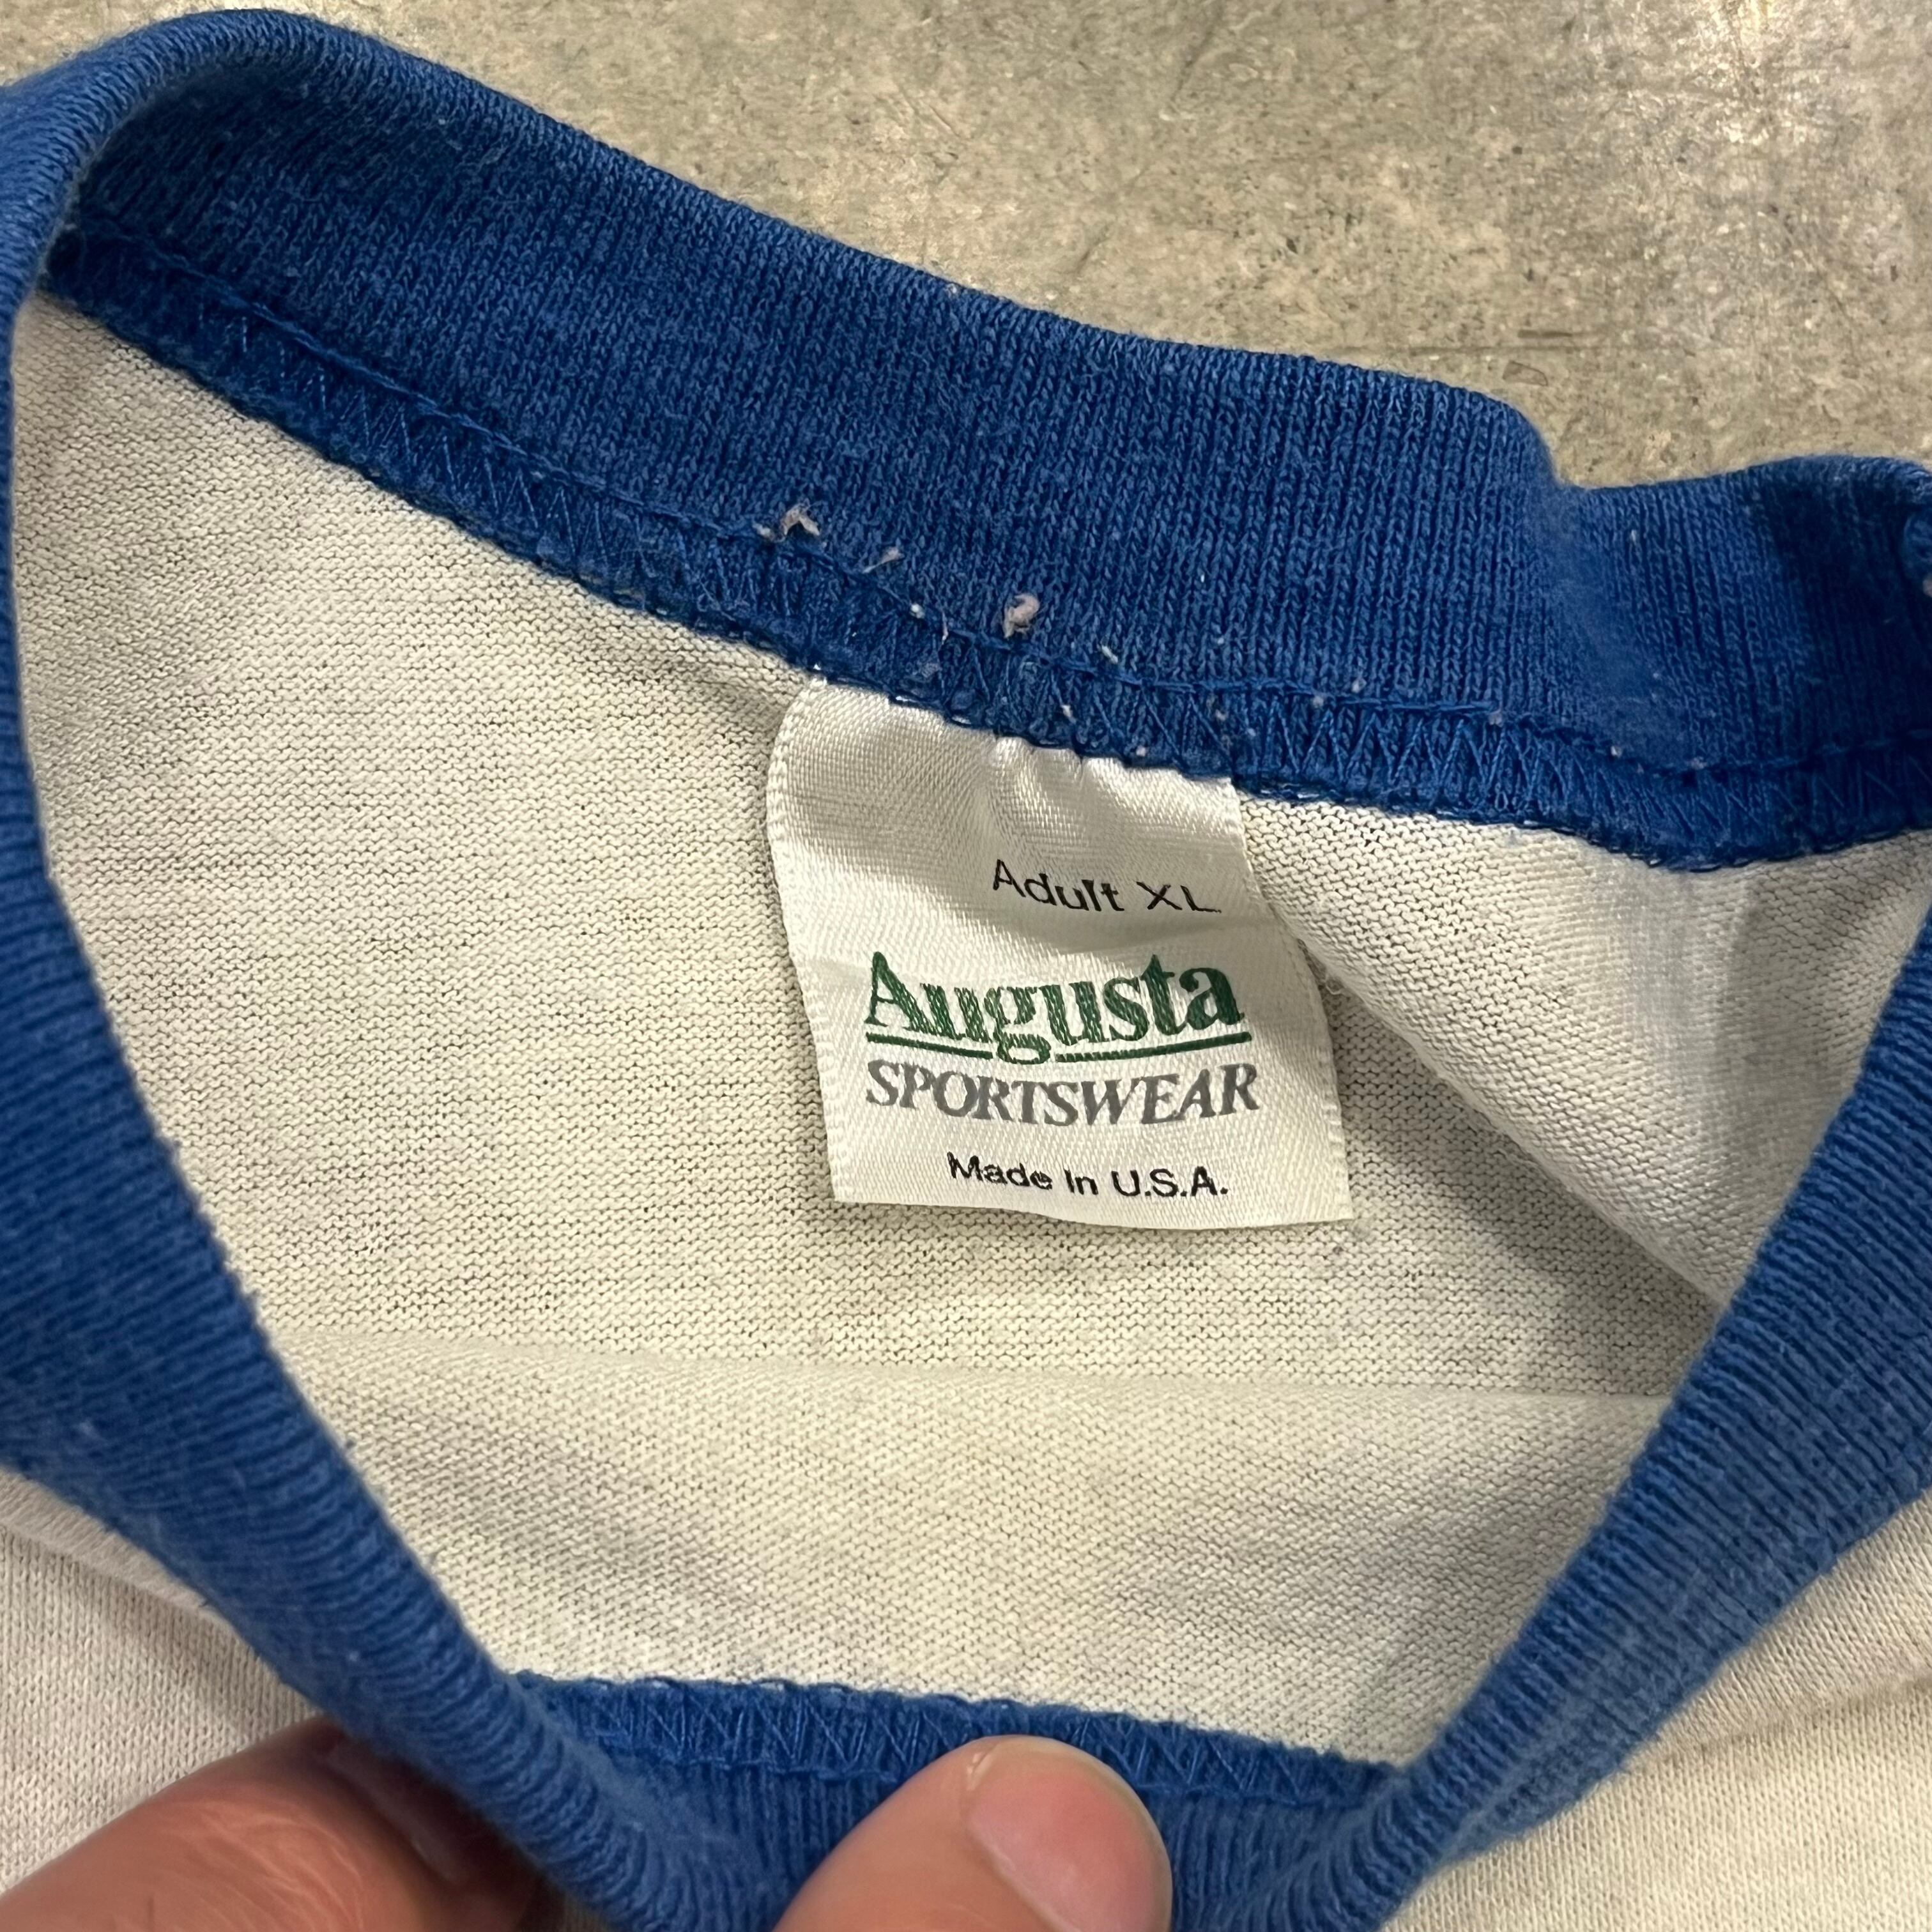 Adult XL
Augusta
SPORTSWEAR
Made In U.S.A.